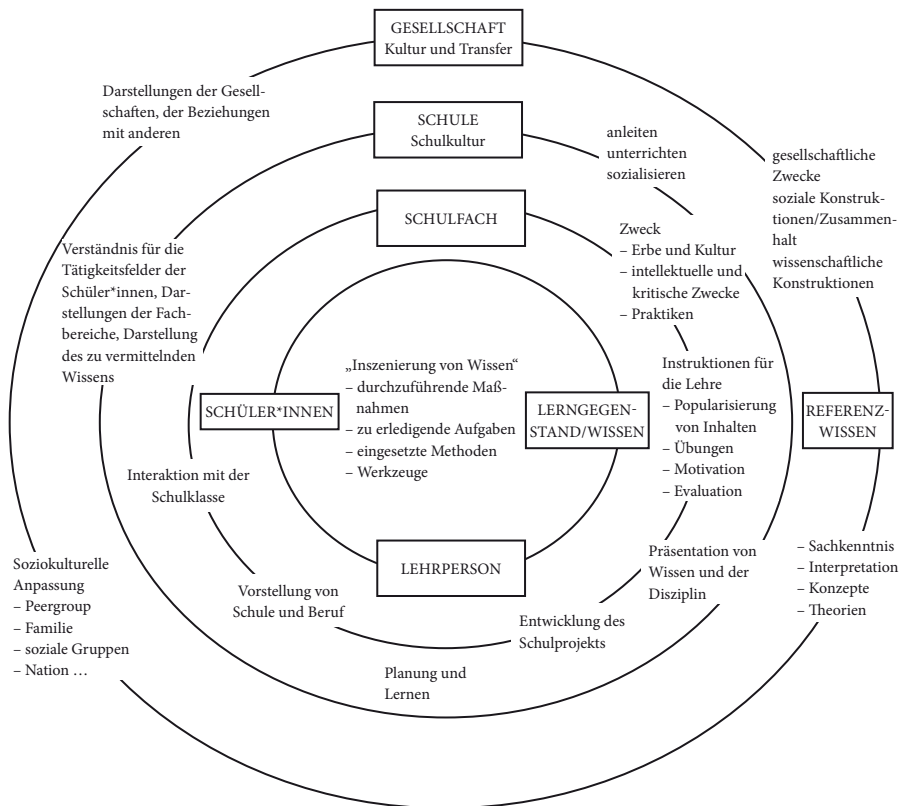 GESELLSCHAFT
Kultur und Transfer
Darstellungen der Gesell-
schaften, der Beziehungen
mit anderen
SCHULE
Schulkultur
anleiten
unterrichten
sozialisieren
gesellschaftliche
Zwecke
soziale Konstruk-
tionen/Zusammen-
halt
wissenschaftliche
Konstruktionen
SCHULFACH
Zweck
– Erbe und Kultur
– intellektuelle und
kritische Zwecke
– Praktiken
Verständnis für die
Tätigkeitsfelder der
Schüler*innen, Dar-
stellungen der Fach-
bereiche, Darstellung
des zu vermittelnden
Wissens
„Inszenierung von Wissen“
– durchzuführende Maß-
nahmen
– zu erledigende Aufgaben
– eingesetzte Methoden
– Werkzeuge
Instruktionen für
die Lehre
– Popularisierung
von Inhalten
– Übungen
– Motivation
– Evaluation
SCHÜLER*INNEN
LERNGEGEN-
STAND/WISSEN
REFERENZ-
WISSEN
Interaktion mit der
Schulklasse
LEHRPERSON
Präsentation von
Wissen und der
Disziplin
– Sachkenntnis
– Interpretation
– Konzepte
– Theorien
Soziokulturelle
Anpassung
– Peergroup
– Familie
– soziale Gruppen
– Nation …
Vorstellung von
Schule und Beruf
Entwicklung des
Schulprojekts
Planung und
Lernen